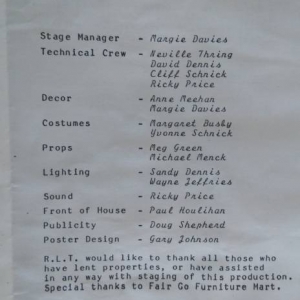 Stage Manager - Margie Davies
Technical Crew - Neville Thring
David Dennis
Cliff Schnick
Ricky Price
Decor - Anne Meehan
Margie Davies
Costumes - Margaret Busby
Yvonne Schnick
Props - Meg Green
Michael Menck
Lighting - Sandy Dennis
Wayne Jeffries
Sound - Ricky Price
Front of House - Paul Houlihan
Publicity - Doug Shepherd
Poster Design - Gary Johnson
R.L.T. would like to thank all those who
have lent properties, or have assisted
in any way with staging of this production.
Special thanks to Fair Go Furniture Mart.